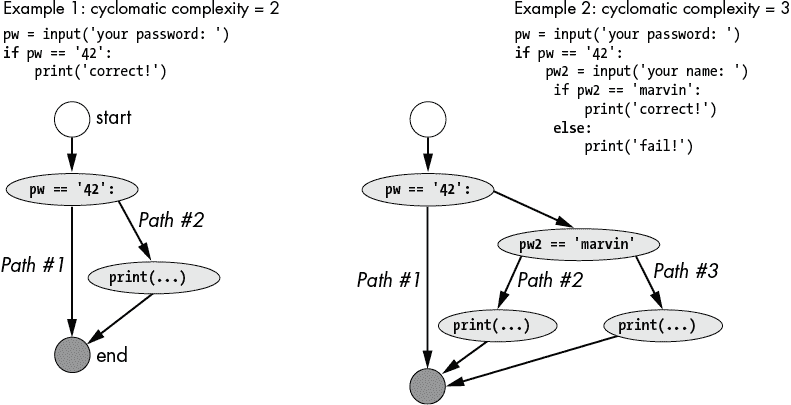 Example 1: cyclomatic complexity = 2
pw = input('your password: ')
if pw == '42':
    print('correct!')
start
pw == '42':
Path #2
Path #1
print(...)
end
Example 2: cyclomatic complexity = 3
pw = input('your password: ')
if pw == '42':
    pw2 = input('your name: ')
     if pw2 == 'marvin':
         print('correct!')
     else:
         print('fail!')
pw == '42':
pw2 == 'marvin'
Path #1
Path #2
Path #3
print(...)
print(...)